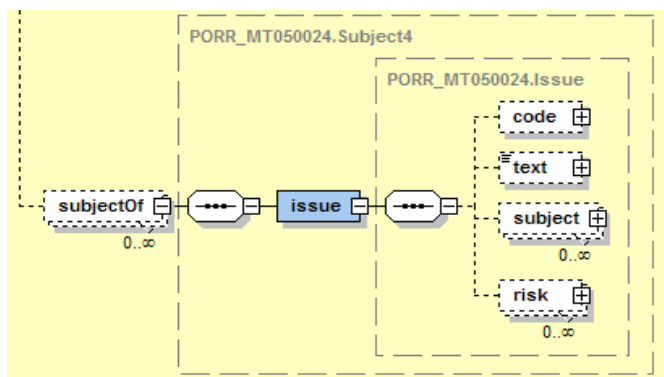 PORR_MT050024.Subject4
PORR_MT050024.Issue
code
text
subjectOf
issue
subject
0..∞
0..∞
risk
0..∞